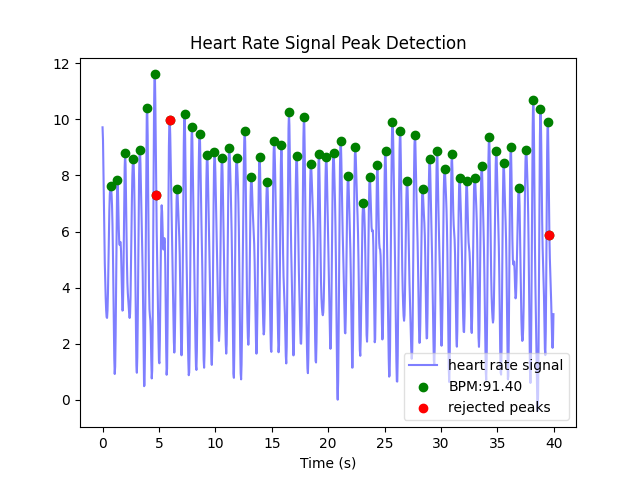 Heart Rate Signal Peak Detection
12
10
8
6
4
2
0
heart rate signal
BPM:91.40
rejected peaks
0 5 10 15 20 25 30 35 40
Time (s)